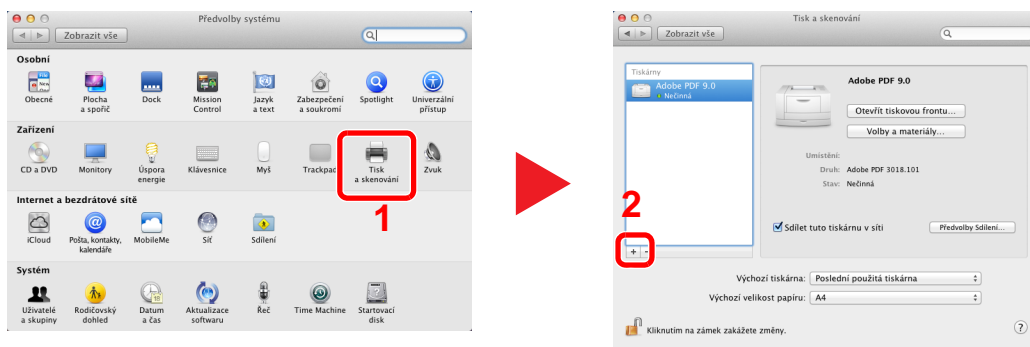 Předvolby systému
Zobrazit vše
Osobní
Obecné
Plocha
a spořič
Dock
Mission
Control
Jazyk
a text
Zabezpečení
a soukromí
Spotlight
Univerzální
přístup
Zařízení
CD a DVD
Monitory
Úspora
energie
Klávesnice
Myš
Trackpad
Tisk
a skenování
Zvuk
1
Internet a bezdrátové sítě
iCloud
Pošta, kontakty,
kalendáře
MobileMe
Síť
Sdílení
Systém
Uživatelé
a skupiny
Rodičovský
dohled
Datum
a čas
Aktualizace
softwaru
Řeč
Time Machine
Startovací
disk
Tisk a skenování
Zobrazit vše
Tiskárny
Adobe PDF 9.0
Nečinná
2
+ -
Adobe PDF 9.0
Otevřít tiskovou frontu...
Volby a materiály...
Umístění:
Druh: Adobe PDF 3018.101
Stav: Nečinná
Sdílet tuto tiskárnu v síti
Předvolby Sdílení...
Výchozí tiskárna: Poslední použitá tiskárna
Výchozí velikost papíru: A4
Kliknutím na zámek zakážete změny.
?